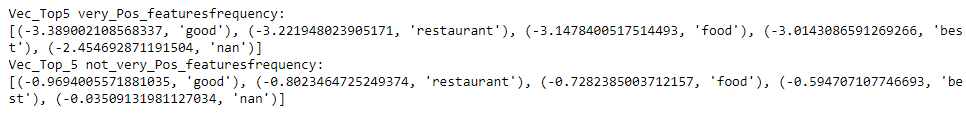 Vec_Top5 very_Pos_featuresfrequency:
[(-3.389002108568337, 'good'), (-3.221948023905171, 'restaurant'), (-3.1478400517514493, 'food'), (-3.0143086591269266, 'bes
t'), (-2.454692871191504, 'nan')]
Vec_Top_5 not_very_Pos_featuresfrequency:
[(-0.9694005571881035, 'good'), (-0.8023464725249374, 'restaurant'), (-0.7282385003712157, 'food'), (-0.594707107746693, 'be
st'), (-0.03509131981127034, 'nan')]